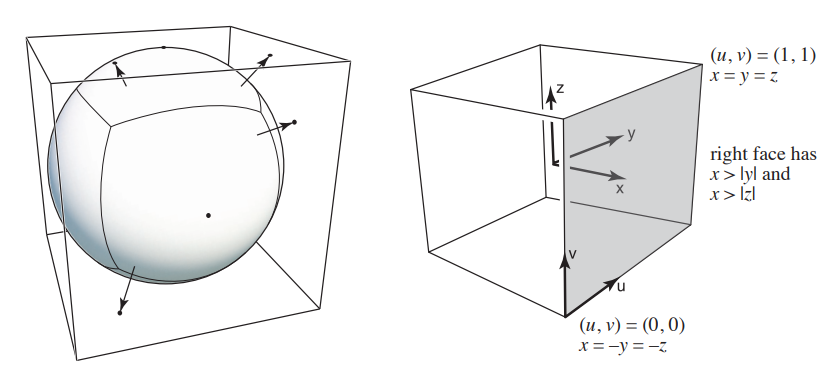 (u, v) = (1, 1)
x = y = z
z
y
x
right face has
x > |y| and
x > |z|
v
u
(u, v) = (0, 0)
x = –y = –z